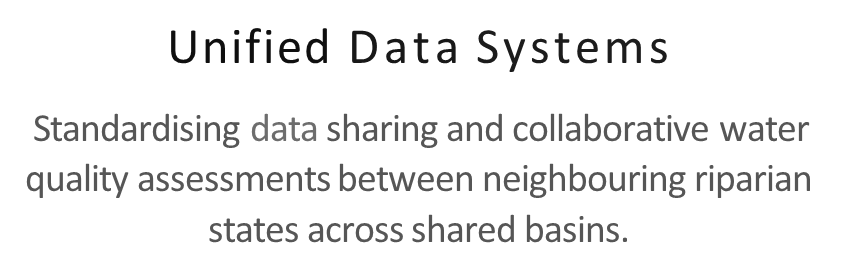 Unified Data Systems
Standardising data sharing and collaborative water
quality assessments between neighbouring riparian
states across shared basins.